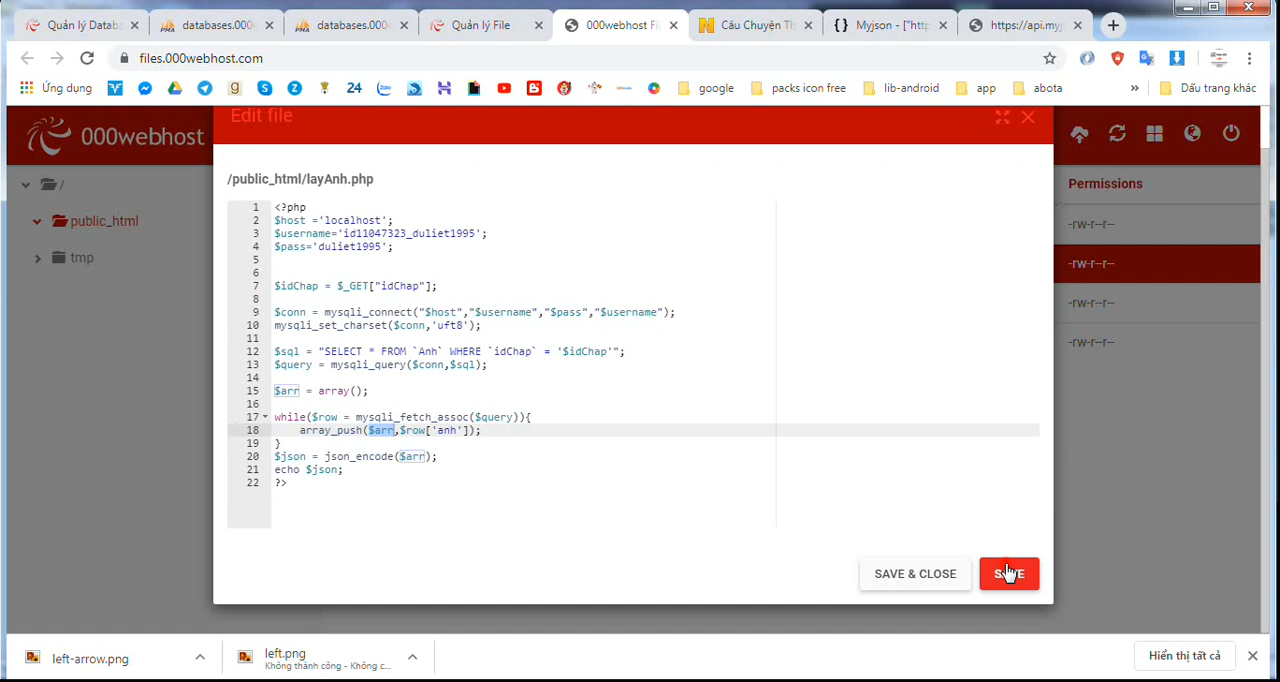 Quản lý Datab
databases.000
databases.000
Quản lý File
000webhost Fi
Câu Chuyện Th
Myjson - ["http
https://api.myj
files.000webhost.com
Ứng dụng
24
google
packs icon free
lib-android
app
abota
»
Dấu trang khác
000webhost
Edit file
/
public_html
tmp
Permissions
-rw-r--r--
-rw-r--r--
-rw-r--r--
-rw-r--r--
/public_html/layAnh.php
1 <?php
2 $host ='localhost';
3 $username='id11047323_duliet1995';
4 $pass='duliet1995';
5
6
7 $idChap = $_GET["idChap"];
8
9 $conn = mysqli_connect("$host","$username","$pass","$username");
10 mysqli_set_charset($conn,'uft8');
11
12 $sql = "SELECT * FROM `Anh` WHERE `idChap` = '$idChap'";
13 $query = mysqli_query($conn,$sql);
14
15 $arr = array();
16
17 while($row = mysqli_fetch_assoc($query)){
18 array_push($arr,$row['anh']);
19 }
20 $json = json_encode($arr);
21 echo $json;
22 ?>
SAVE & CLOSE
SAVE
left-arrow.png
left.png
Không thành công - Không c...
Hiển thị tất cả